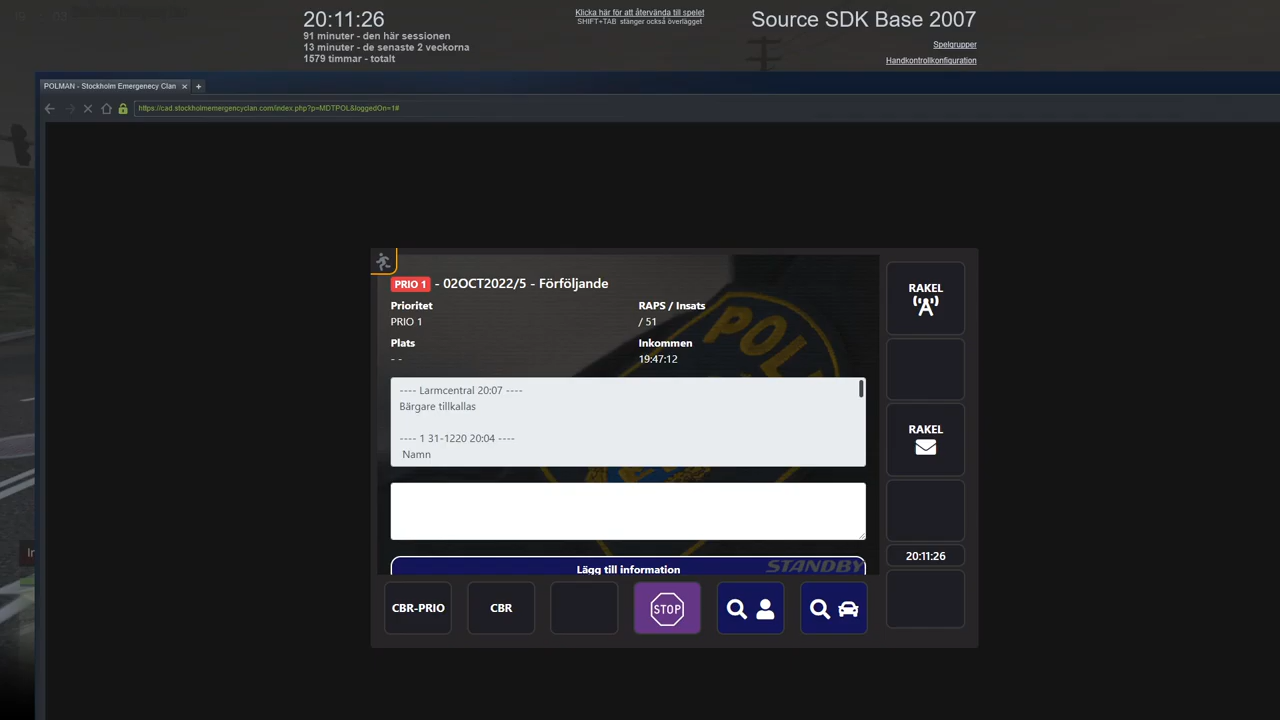 20:11:26
91 minuter - den här sessionen
13 minuter - de senaste 2 veckorna
1579 timmar - totalt
Klicka här för att återvända till spelet
SHIFT+TAB stänger också överlägget
Source SDK Base 2007
Spelgrupper
Handkontrollkonfiguration
POLMAN - Stockholm Emergenecy Clan
https://cad.stockholmemergencyclan.com/index.php?p=MDTPOL&loggedOn=1#
PRIO 1 - 02OCT2022/5 - Förföljande
Prioritet
PRIO 1
RAPS / Insats
/ 51
Plats
- -
Inkommen
19:47:12
---- Larmcentral 20:07 ----
Bärgare tillkallas
---- 1 31-1220 20:04 ----
Namn
Lägg till information
STANDBY
POLIS
RAKEL
RAKEL
20:11:26
CBR-PRIO
CBR
STOP